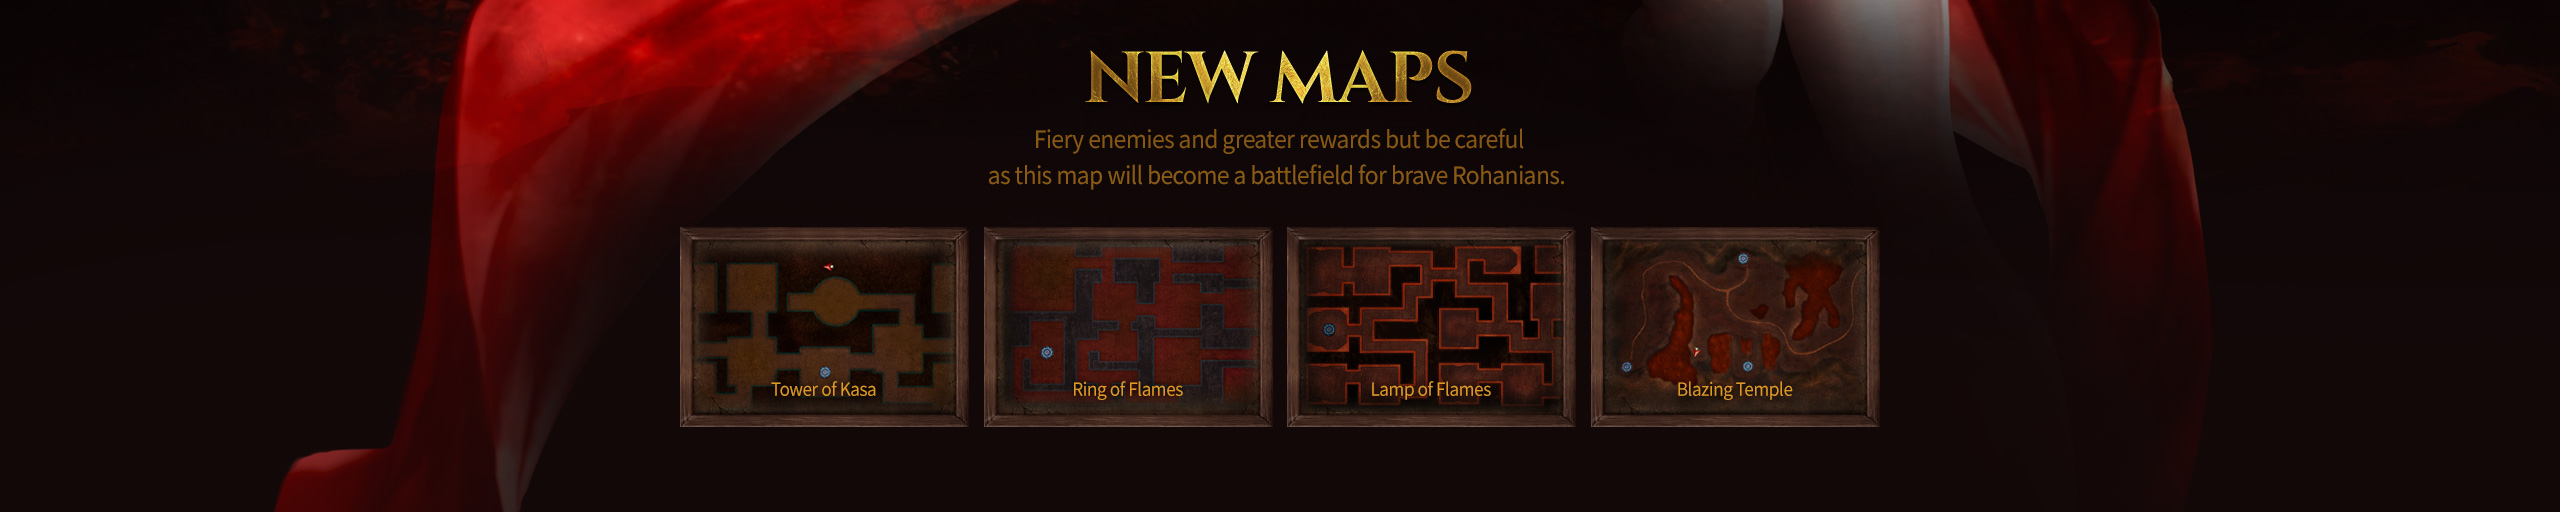 NEW MAPS
Fiery enemies and greater rewards but be careful
as this map will become a battlefield for brave Rohanians.
Tower of Kasa
Ring of Flames
Lamp of Flames
Blazing Temple